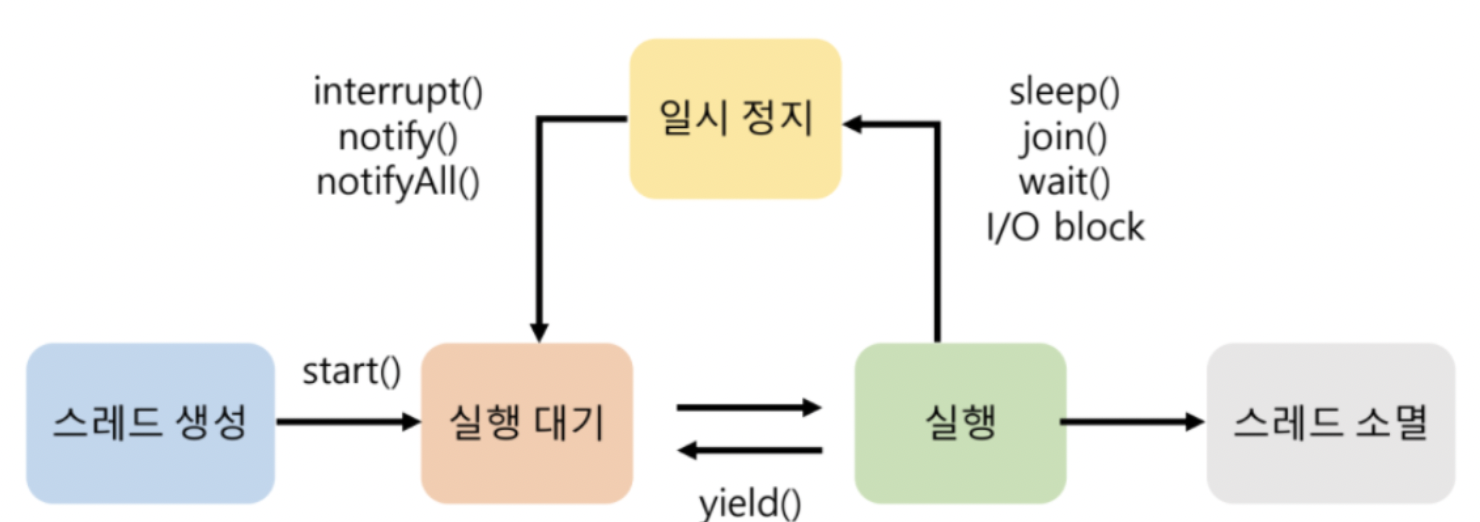 interrupt()
notify()
notifyAll()
일시 정지
sleep()
join()
wait()
I/O block
스레드 생성
start()
실행 대기
yield()
실행
스레드 소멸